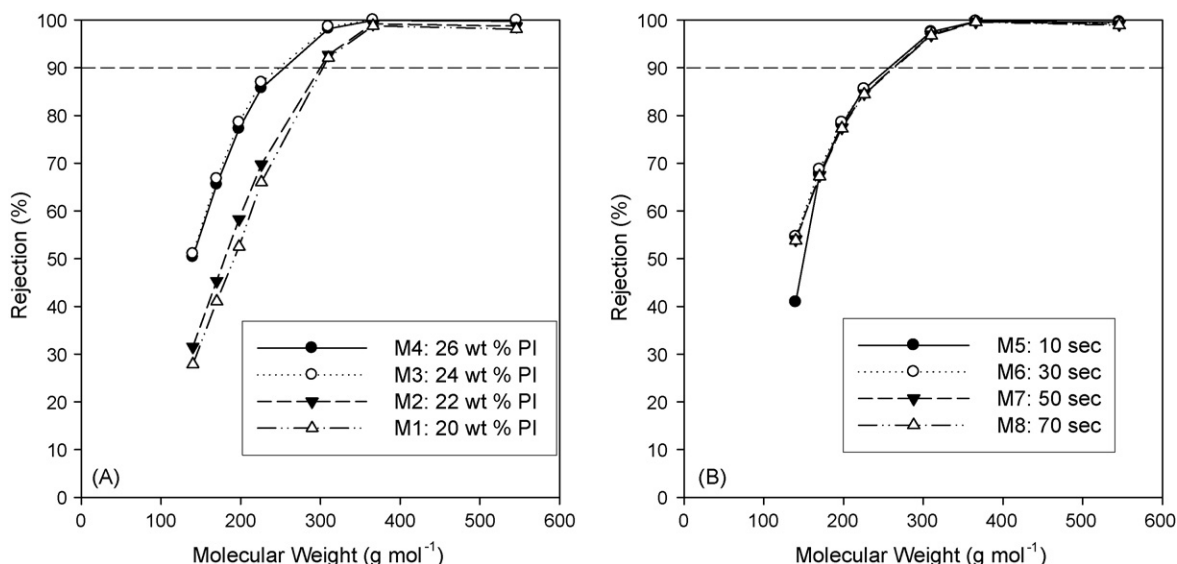 100
90
80
70
60
50
40
30
20
10
0
Rejection (%)
M4: 26 wt % PI
M3: 24 wt % PI
M2: 22 wt % PI
M1: 20 wt % PI
(A)
0 100 200 300 400 500 600
Molecular Weight (g mol⁻¹)
100
90
80
70
60
50
40
30
20
10
0
Rejection (%)
M5: 10 sec
M6: 30 sec
M7: 50 sec
M8: 70 sec
(B)
0 100 200 300 400 500 600
Molecular Weight (g mol⁻¹)